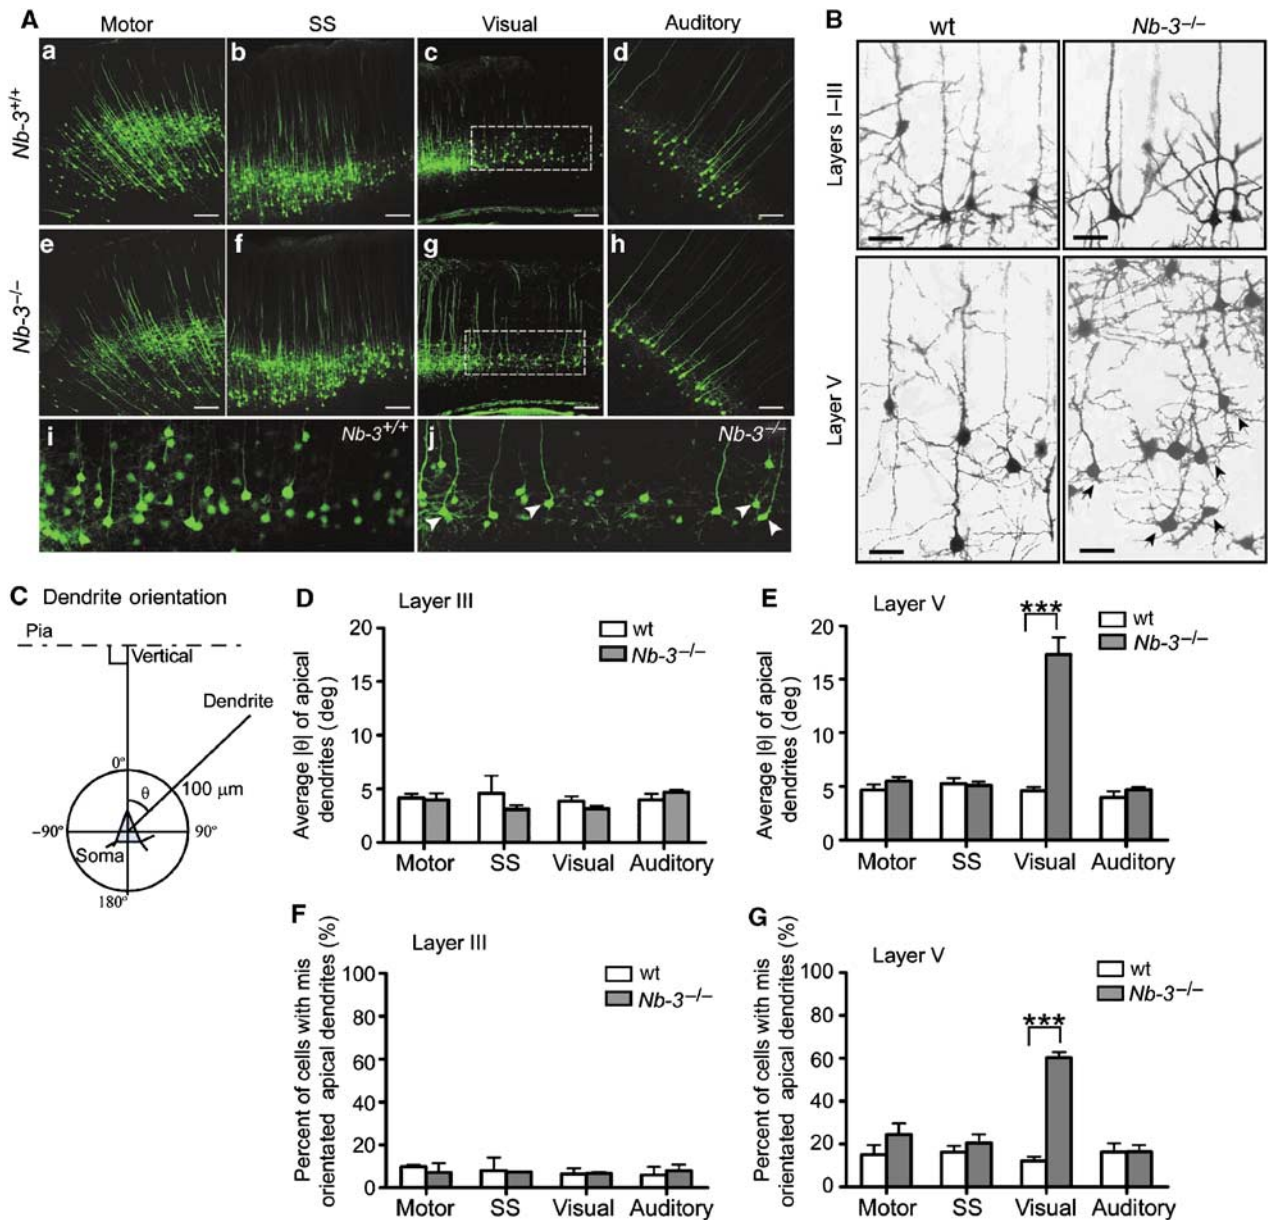 A
Motor
SS
Visual
Auditory
Nb-3+/+
a
b
c
d
Nb-3−/−
e
f
g
h
i
Nb-3+/+
j
Nb-3−/−
B
wt
Nb-3−/−
Layers I–III
Layer V
C Dendrite orientation
Pia
Vertical
Dendrite
0°
θ
100 μm
−90°
90°
Soma
180°
D
Layer III
wt
Nb-3−/−
Average |θ| of apical
dendrites (deg)
20
15
10
5
0
Motor
SS
Visual
Auditory
E
Layer V
***
wt
Nb-3−/−
Average |θ| of apical
dendrites (deg)
20
15
10
5
0
Motor
SS
Visual
Auditory
F
Layer III
wt
Nb-3−/−
Percent of cells with mis
orientated apical dendrites (%)
100
80
60
40
20
0
Motor
SS
Visual
Auditory
G
Layer V
***
wt
Nb-3−/−
Percent of cells with mis
orientated apical dendrites (%)
100
80
60
40
20
0
Motor
SS
Visual
Auditory